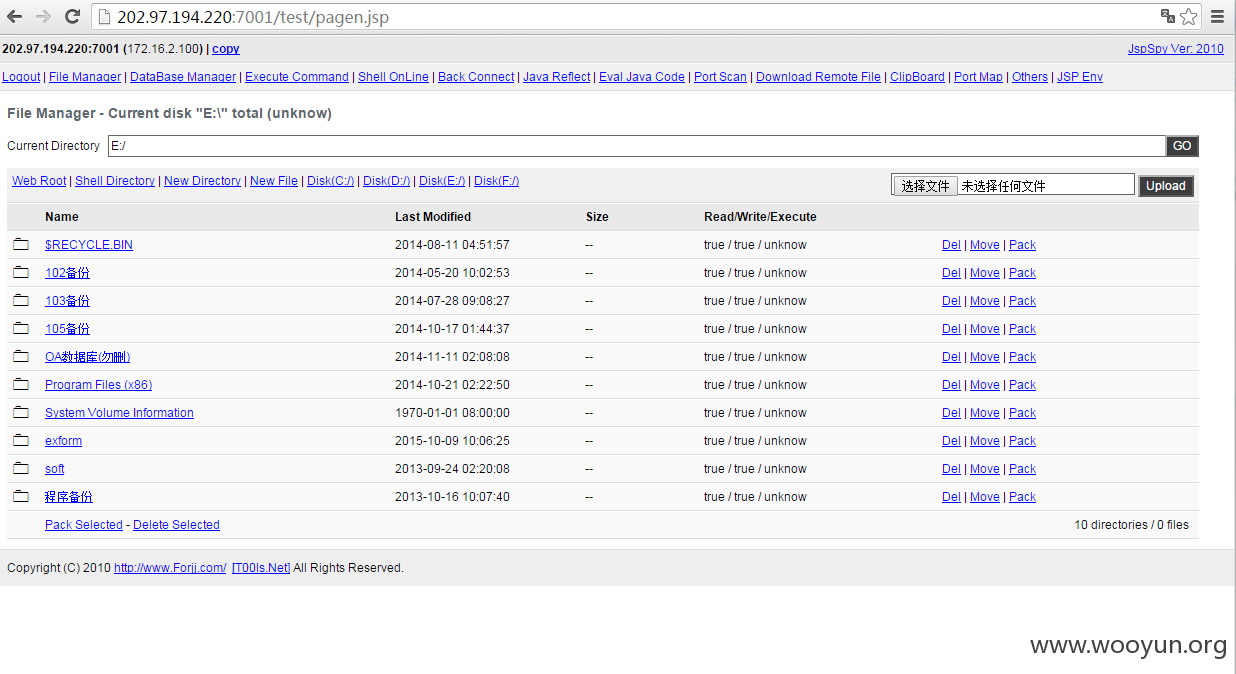 202.97.194.220:7001/test/pagen.jsp
202.97.194.220:7001 (172.16.2.100) | copy JspSpy Ver: 2010
Logout | File Manager | DataBase Manager | Execute Command | Shell OnLine | Back Connect | Java Reflect | Eval Java Code | Port Scan | Download Remote File | ClipBoard | Port Map | Others | JSP Env
File Manager - Current disk "E:\" total (unknow)
Current Directory E:/ GO
Web Root | Shell Directory | New Directory | New File | Disk(C:/) | Disk(D:/) | Disk(E:/) | Disk(F:/) 选择文件 未选择任何文件 Upload
Name Last Modified Size Read/Write/Execute
$RECYCLE.BIN 2014-08-11 04:51:57 -- true / true / unknow Del | Move | Pack
102备份 2014-05-20 10:02:53 -- true / true / unknow Del | Move | Pack
103备份 2014-07-28 09:08:27 -- true / true / unknow Del | Move | Pack
105备份 2014-10-17 01:44:37 -- true / true / unknow Del | Move | Pack
OA数据库(勿删) 2014-11-11 02:08:08 -- true / true / unknow Del | Move | Pack
Program Files (x86) 2014-10-21 02:22:50 -- true / true / unknow Del | Move | Pack
System Volume Information 1970-01-01 08:00:00 -- true / true / unknow Del | Move | Pack
exform 2015-10-09 10:06:25 -- true / true / unknow Del | Move | Pack
soft 2013-09-24 02:20:08 -- true / true / unknow Del | Move | Pack
程序备份 2013-10-16 10:07:40 -- true / true / unknow Del | Move | Pack
Pack Selected - Delete Selected 10 directories / 0 files
Copyright (C) 2010 http://www.Forjj.com/ [T00ls.Net] All Rights Reserved.
www.wooyun.org